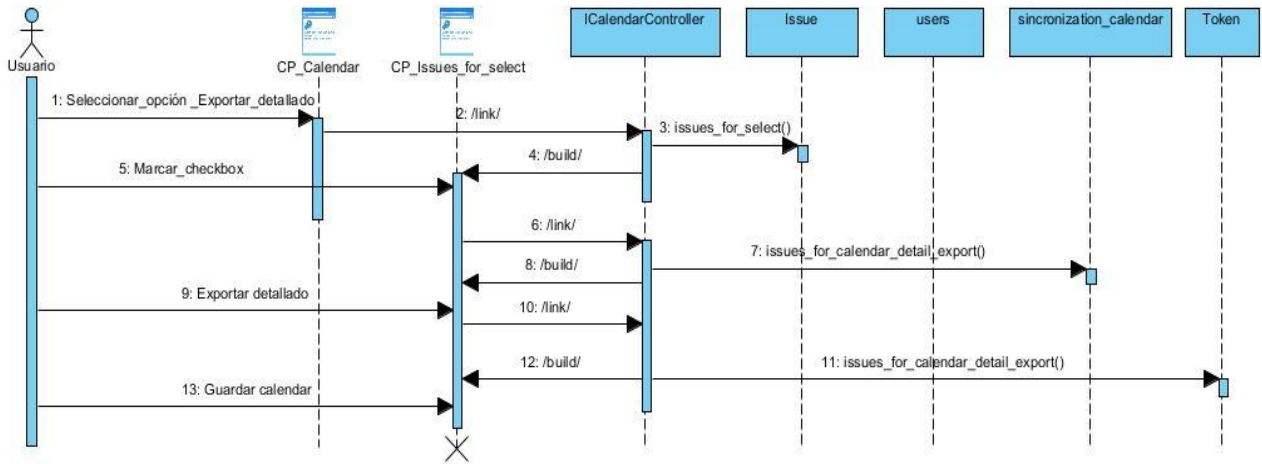 ICalendarController
Issue
users
sincronization_calendar
Token
Usuario
CP_Calendar
CP_Issues_for_select
1: Seleccionar_opción _Exportar_detallado
2: /link/
3: issues_for_select()
4: /build/
5: Marcar_checkbox
6: /link/
7: issues_for_calendar_detail_export()
8: /build/
9: Exportar detallado
10: /link/
12: /build/
11: issues_for_calendar_detail_export()
13: Guardar calendar